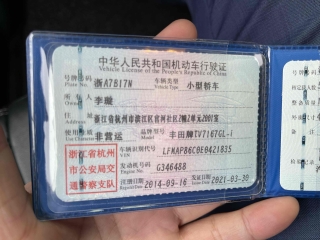 中华人民共和国机动车行驶证
Vehicle License of the People's Republic of China
号牌号码 浙A7B17N 车辆类型 小型轿车
Plate No. Vehicle Type
所有人 李璇
Owner
住址 浙江省杭州市滨江区
Address
使用性质 非营运 品牌型号 丰田牌TV7167GL-i
Use Character Model
浙江省杭州市公安局交通警察支队
车辆识别代号 LFMAPB6C0E0421835
VIN
发动机号码 G346488
Engine No.
注册日期 2014-09-16 发证日期 2021-03-30
Register Date Issue Date